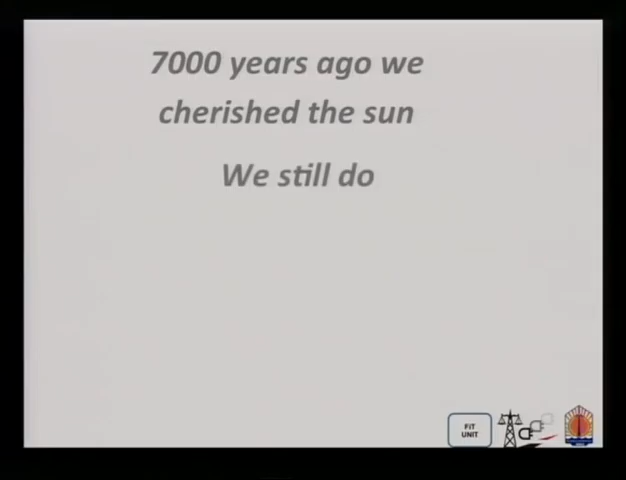 7000 years ago we
cherished the sun
We still do
FiT
UNIT